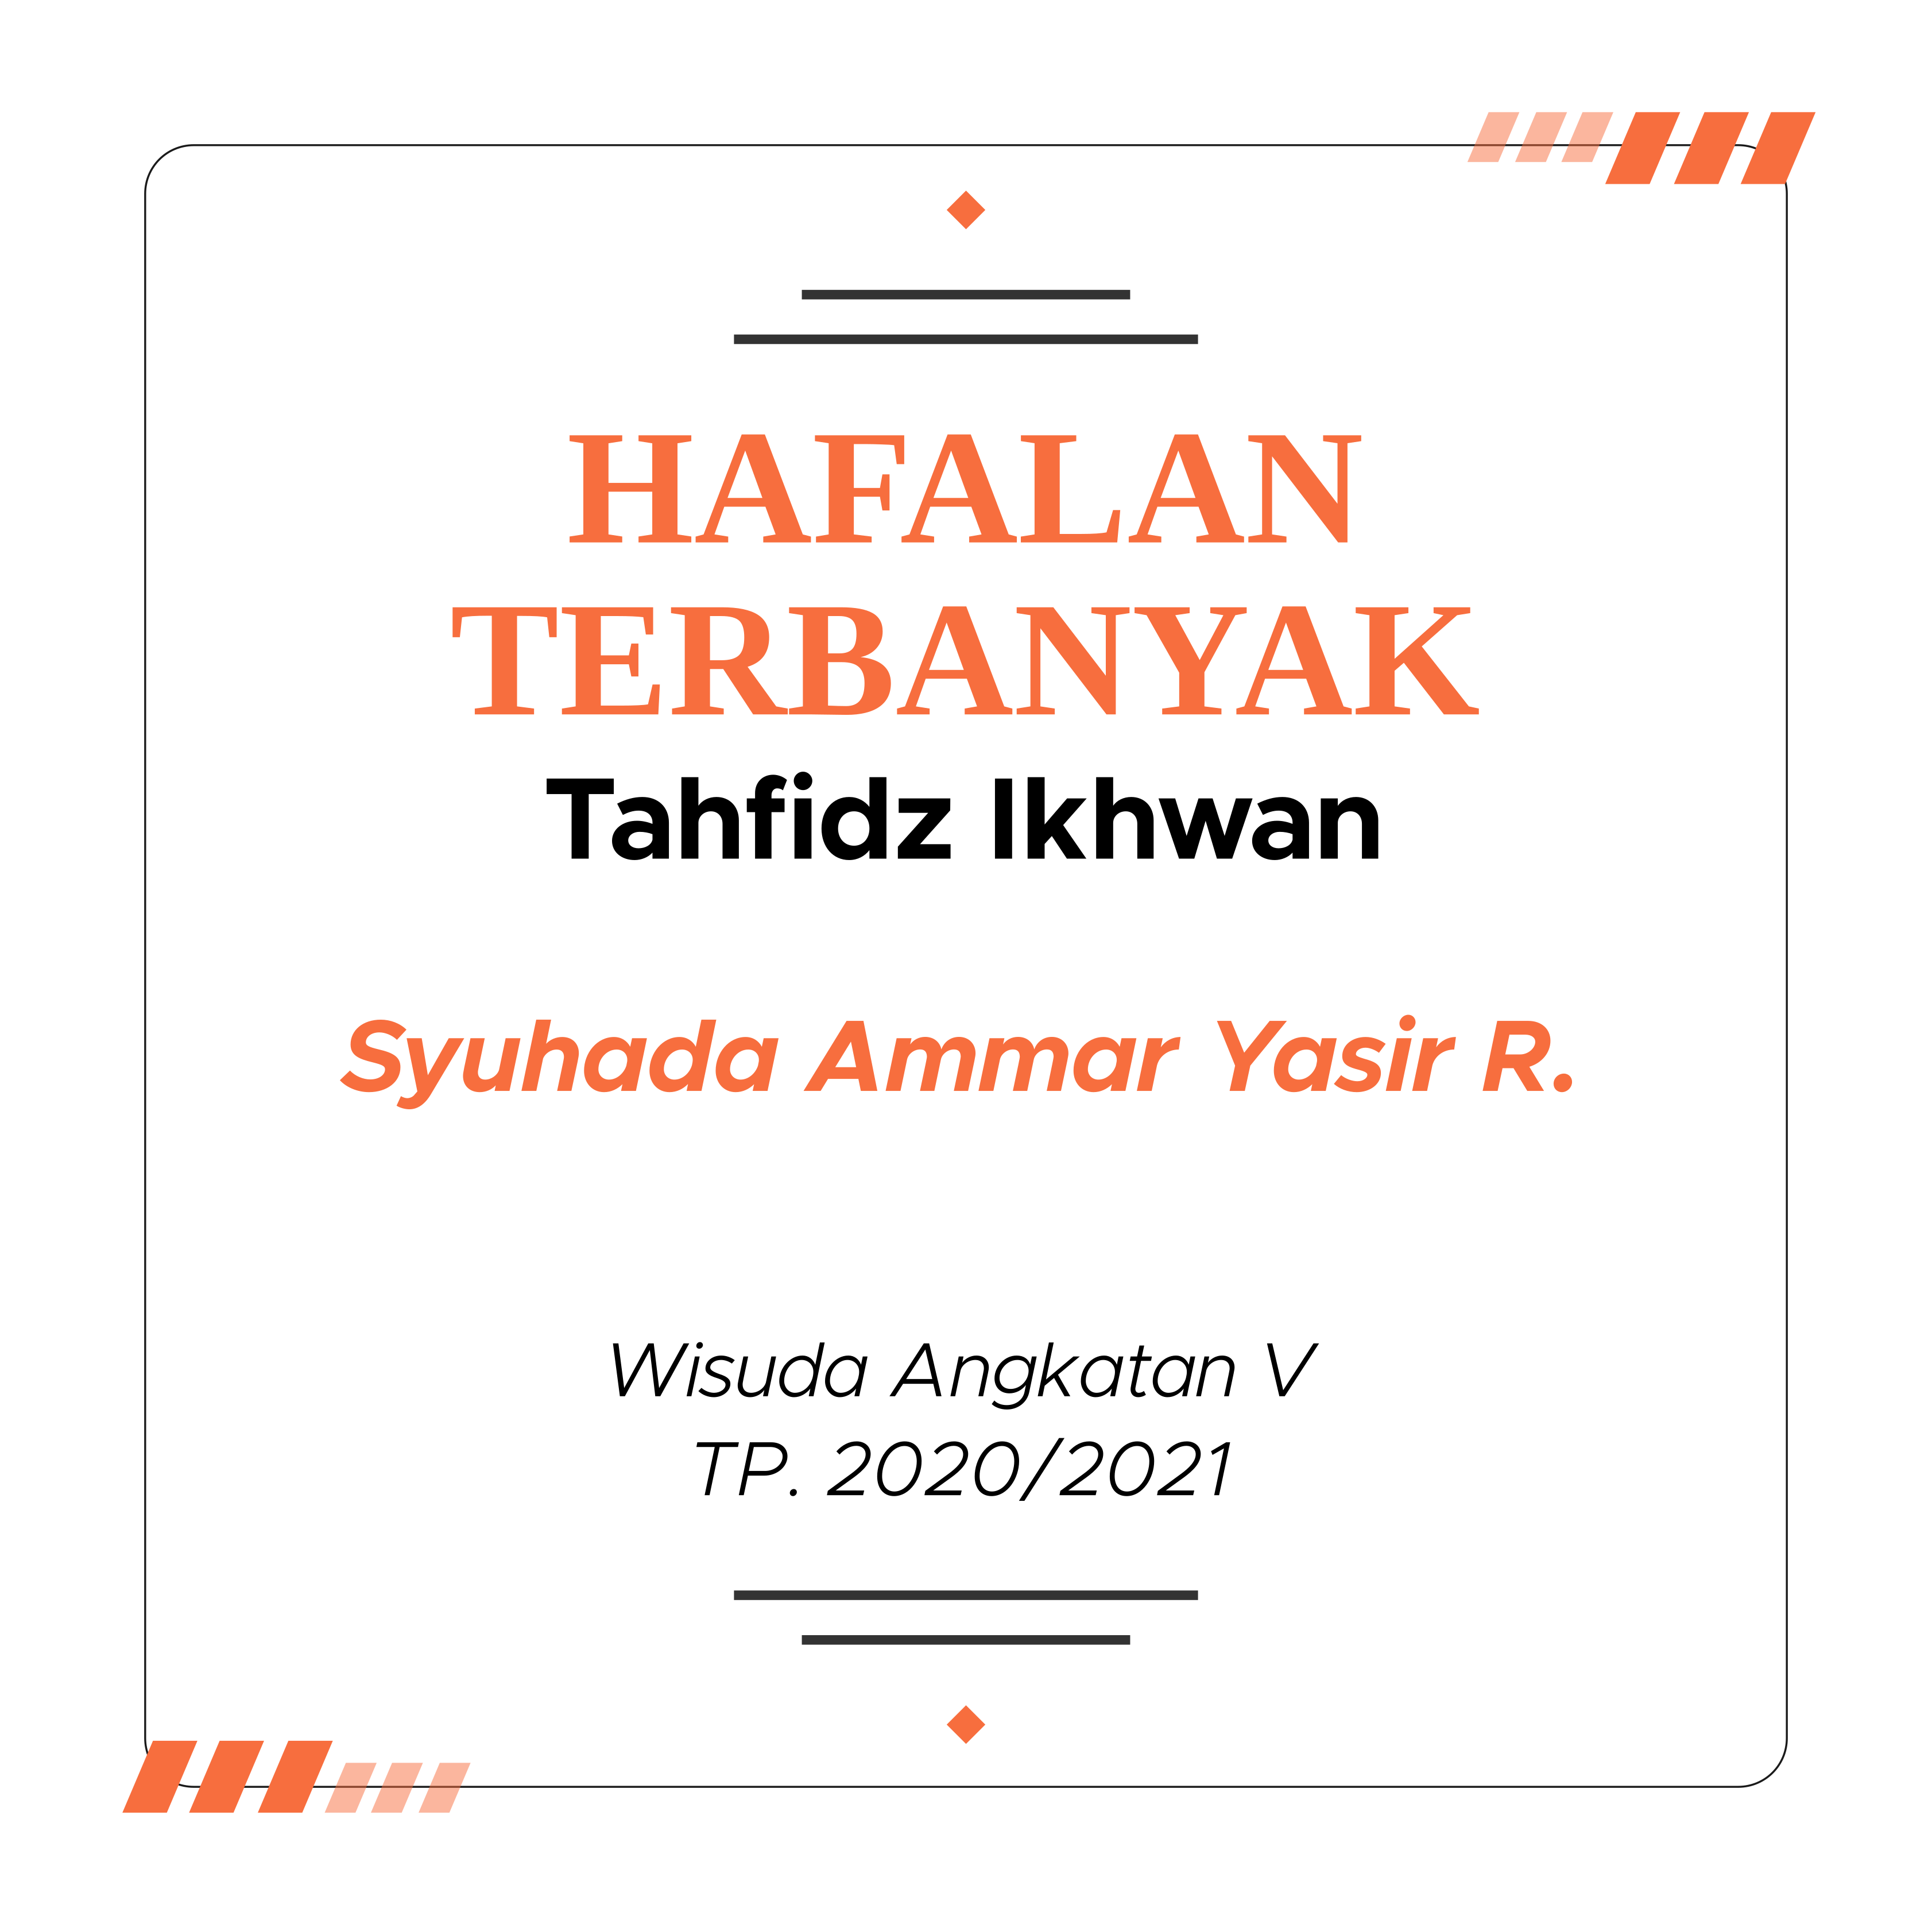 HAFALAN
TERBANYAK
Tahfidz Ikhwan
Syuhada Ammar Yasir R.
Wisuda Angkatan V
TP. 2020/2021